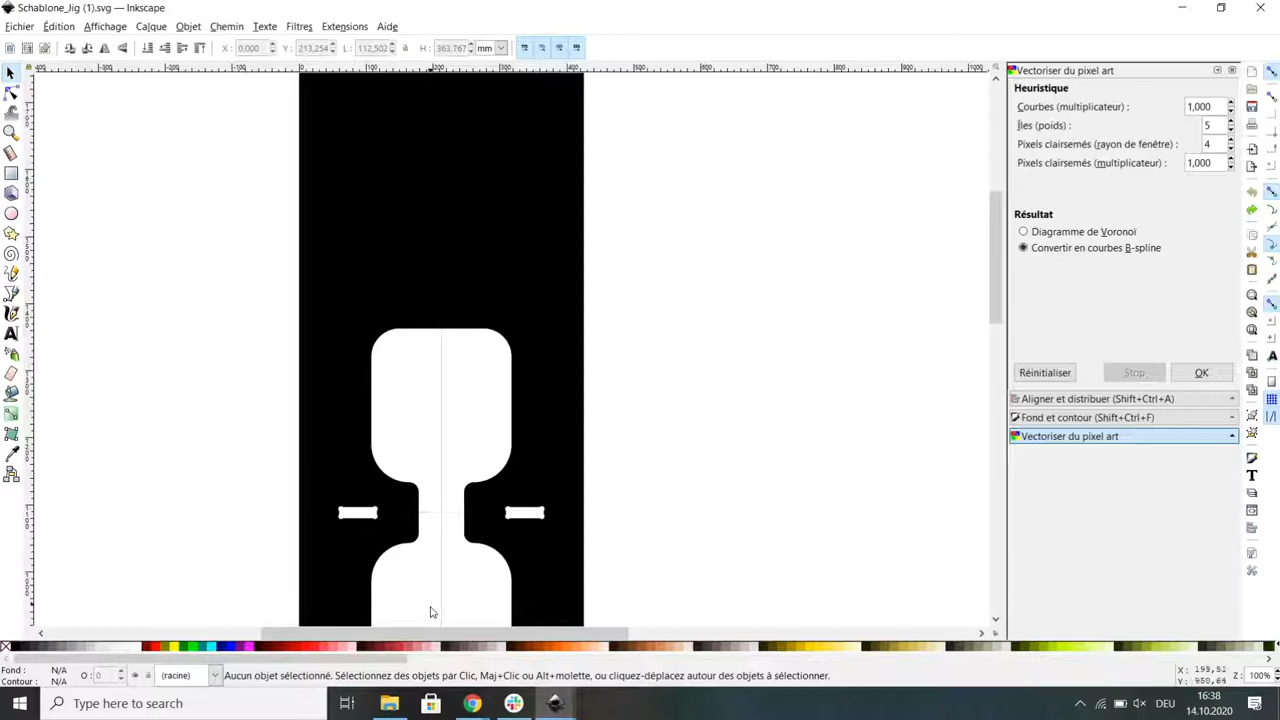 Schablone_Jig (1).svg — Inkscape
Fichier Édition Affichage Calque Objet Chemin Texte Filtres Extensions Aide
X : 0,000 Y : 213,254 L : 112,502 H : 363,767 mm
Vectoriser du pixel art
Heuristique
Courbes (multiplicateur) : 1,000
Îles (poids) : 5
Pixels clairsemés (rayon de fenêtre) : 4
Pixels clairsemés (multiplicateur) : 1,000
Résultat
Diagramme de Voronoï
Convertir en courbes B-spline
Réinitialiser Stop OK
Aligner et distribuer (Shift+Ctrl+A)
Fond et contour (Shift+Ctrl+F)
Vectoriser du pixel art
Fond : N/A
Contour : N/A
O : 0
(racine)
Aucun objet sélectionné. Sélectionnez des objets par Clic, Maj+Clic ou Alt+molette, ou cliquez-déplacez autour des objets à sélectionner.
Z : 100%
Type here to search
DEU
16:38
14.10.2020